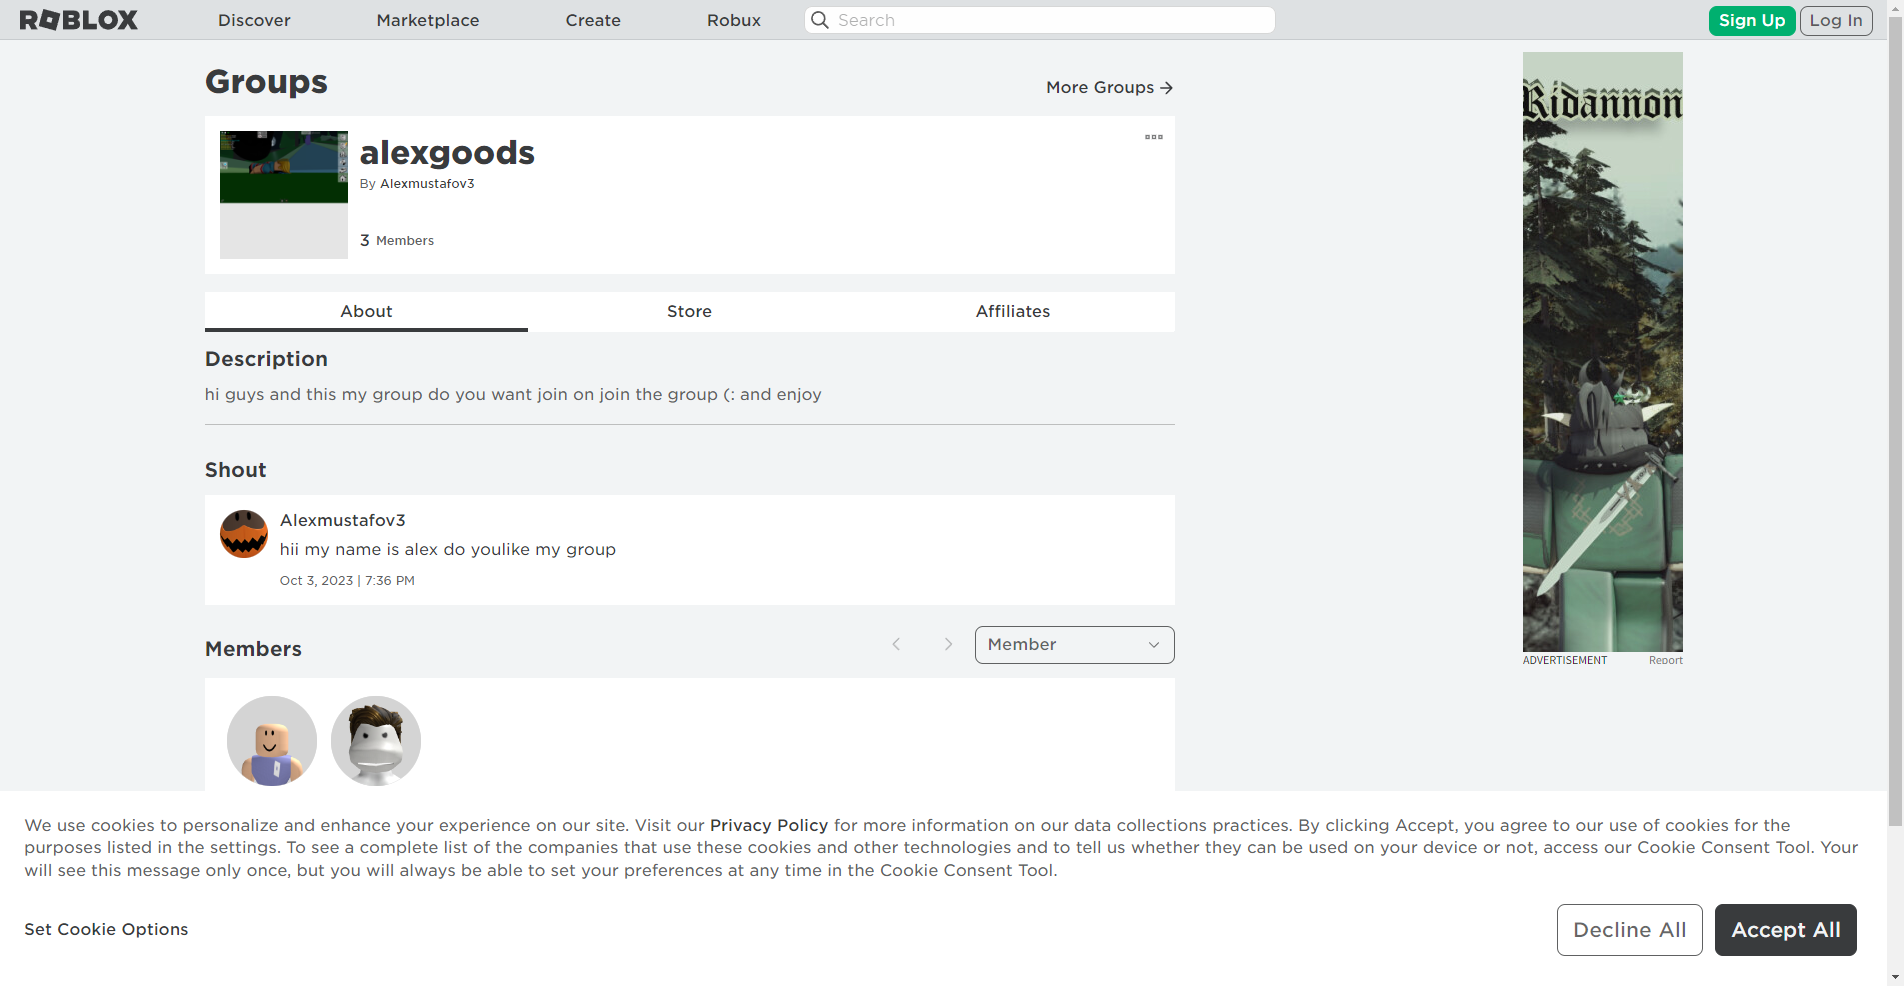 ROBLOX
Discover
Marketplace
Create
Robux
Search
Sign Up
Log In
Groups
More Groups
alexgoods
By Alexmustafov3
3 Members
About
Store
Affiliates
Description
hi guys and this my group do you want join on join the group (: and enjoy
Shout
Alexmustafov3
hii my name is alex do youlike my group
Oct 3, 2023 | 7:36 PM
Members
Member
Ridannon
ADVERTISEMENT
Report
We use cookies to personalize and enhance your experience on our site. Visit our Privacy Policy for more information on our data collections practices. By clicking Accept, you agree to our use of cookies for the
purposes listed in the settings. To see a complete list of the companies that use these cookies and other technologies and to tell us whether they can be used on your device or not, access our Cookie Consent Tool. Your
will see this message only once, but you will always be able to set your preferences at any time in the Cookie Consent Tool.
Set Cookie Options
Decline All
Accept All